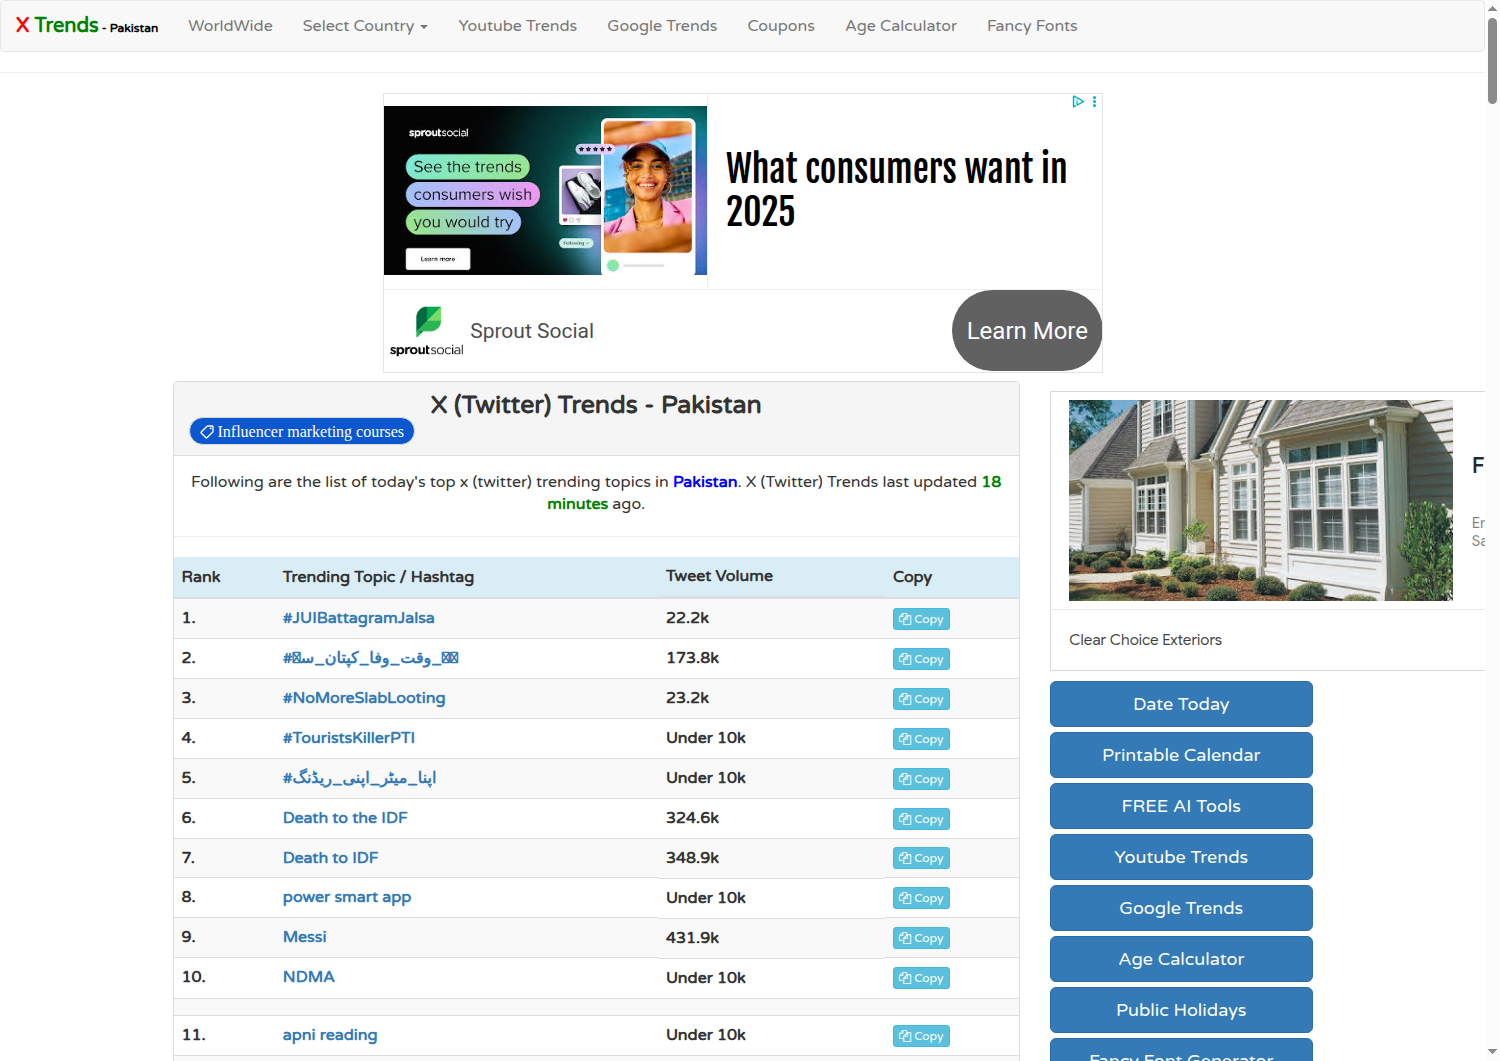 X Trends - Pakistan
WorldWide
Select Country
Youtube Trends
Google Trends
Coupons
Age Calculator
Fancy Fonts
sproutsocial
See the trends
consumers wish
you would try
Learn more
Following
What consumers want in
2025
sproutsocial
Sprout Social
Learn More
X (Twitter) Trends - Pakistan
Influencer marketing courses
Following are the list of today's top x (twitter) trending topics in Pakistan. X (Twitter) Trends last updated 18
minutes ago.
Rank Trending Topic / Hashtag Tweet Volume Copy
1. #JUIBattagramJalsa 22.2k Copy
2. 173.8k Copy
3. #NoMoreSlabLooting 23.2k Copy
4. #TouristsKillerPTI Under 10k Copy
5. #اپنا_میٹر_اپنی_ریڈنگ Under 10k Copy
6. Death to the IDF 324.6k Copy
7. Death to IDF 348.9k Copy
8. power smart app Under 10k Copy
9. Messi 431.9k Copy
10. NDMA Under 10k Copy
11. apni reading Under 10k Copy
Clear Choice Exteriors
Date Today
Printable Calendar
FREE AI Tools
Youtube Trends
Google Trends
Age Calculator
Public Holidays
Fancy Font Generator